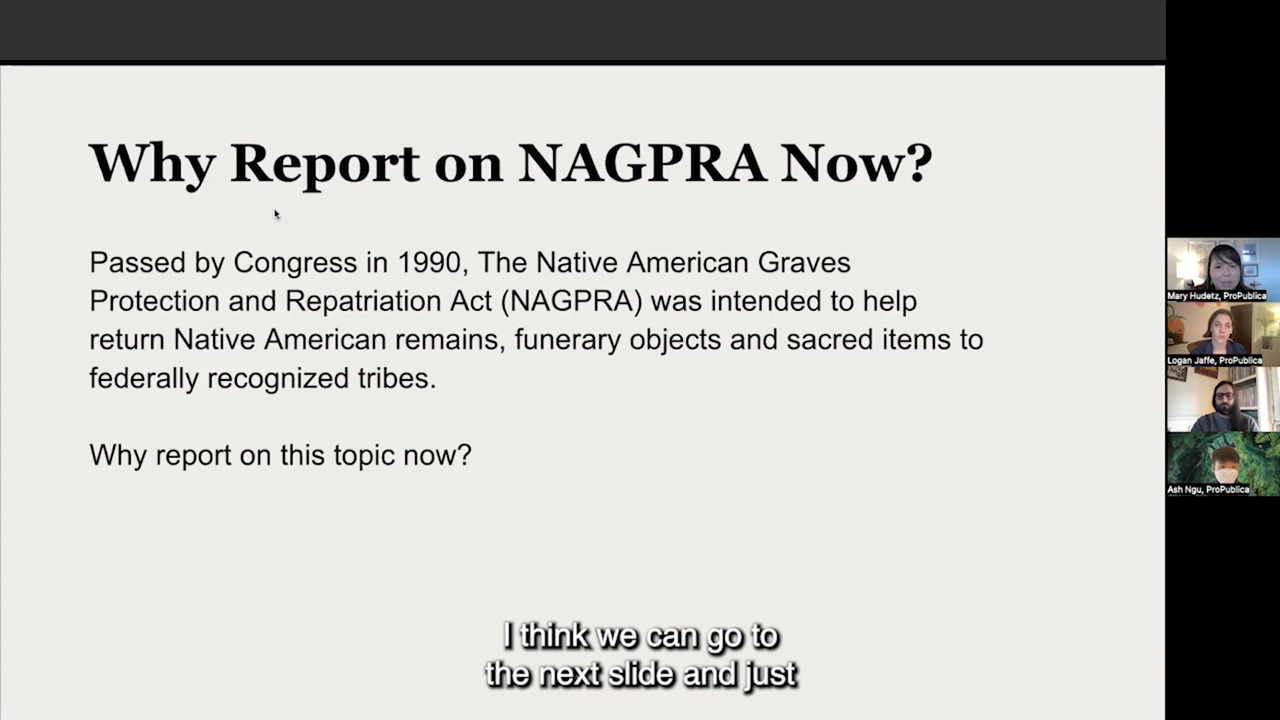 Why Report on NAGPRA Now?
Passed by Congress in 1990, The Native American Graves
Protection and Repatriation Act (NAGPRA) was intended to help
return Native American remains, funerary objects and sacred items to
federally recognized tribes.
Why report on this topic now?
I think we can go to
the next slide and just
Mary Hudetz, ProPublica
Logan Jaffe, ProPublica
Ash Ngu, ProPublica